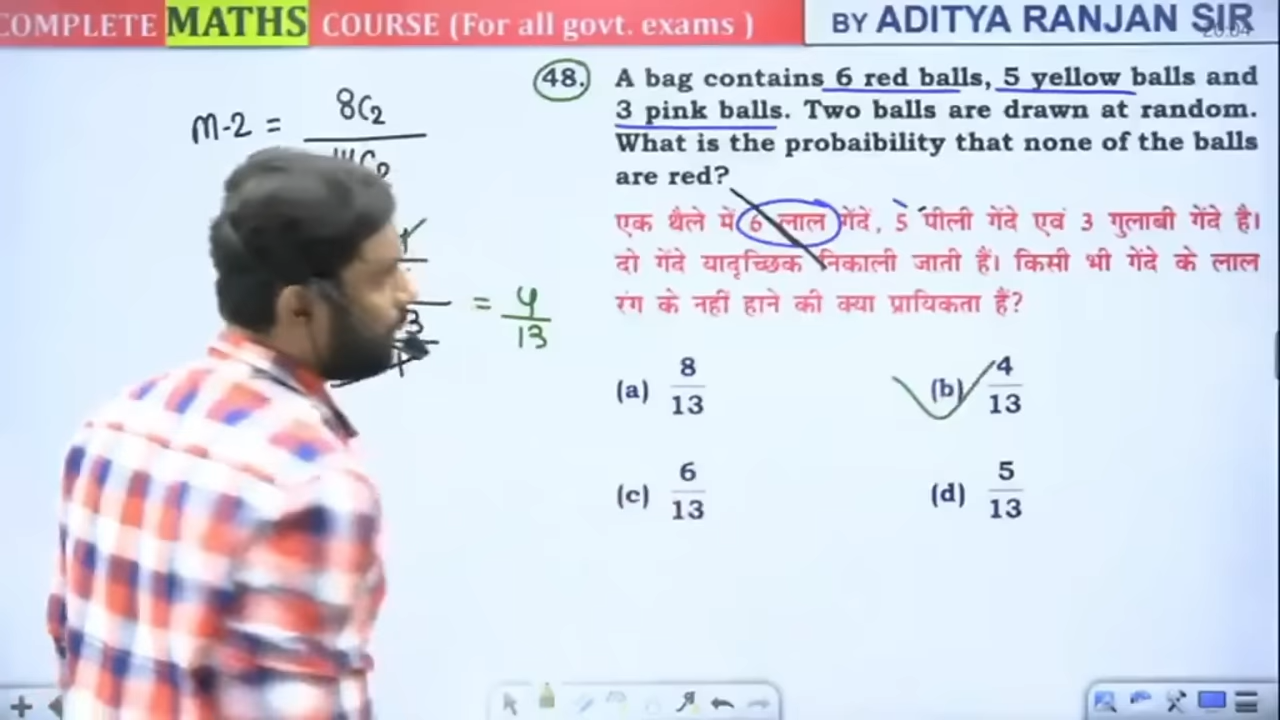 COMPLETE MATHS COURSE (For all govt. exams )
BY ADITYA RANJAN SIR
M-2 = 8C2
= 4/13
48. A bag contains 6 red balls, 5 yellow balls and
3 pink balls. Two balls are drawn at random.
What is the probaibility that none of the balls
are red?
एक थैले में 6 लाल गेंदें, 5 पीली गेंदे एवं 3 गुलाबी गेंदे है।
दो गेंदे यादृच्छिक निकाली जाती हैं। किसी भी गेंदे के लाल
रंग के नहीं हाने की क्या प्रायिकता हैं?
(a) 8/13 (b) 4/13
(c) 6/13 (d) 5/13